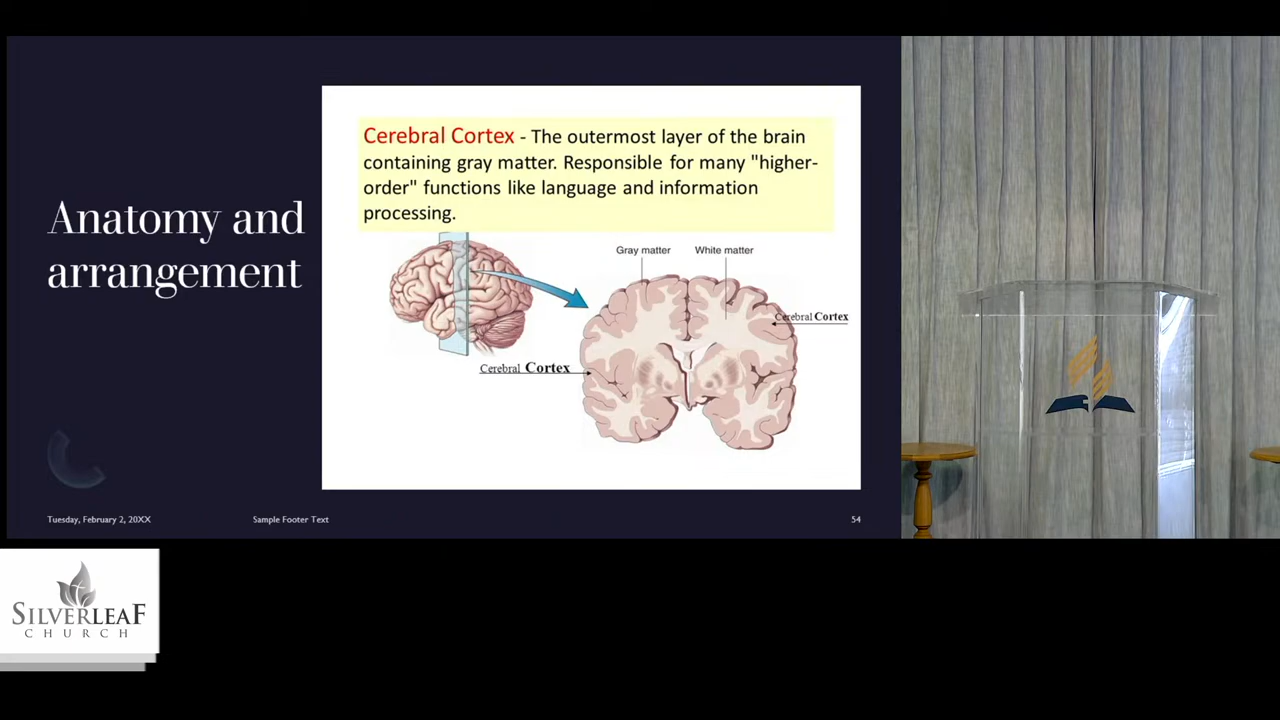 Anatomy and
arrangement
Cerebral Cortex - The outermost layer of the brain
containing gray matter. Responsible for many "higher-
order" functions like language and information
processing.
Gray matter
White matter
Cerebral Cortex
Cerebral Cortex
Tuesday, February 2, 20XX
Sample Footer Text
54
SILVERLEAF
CHURCH